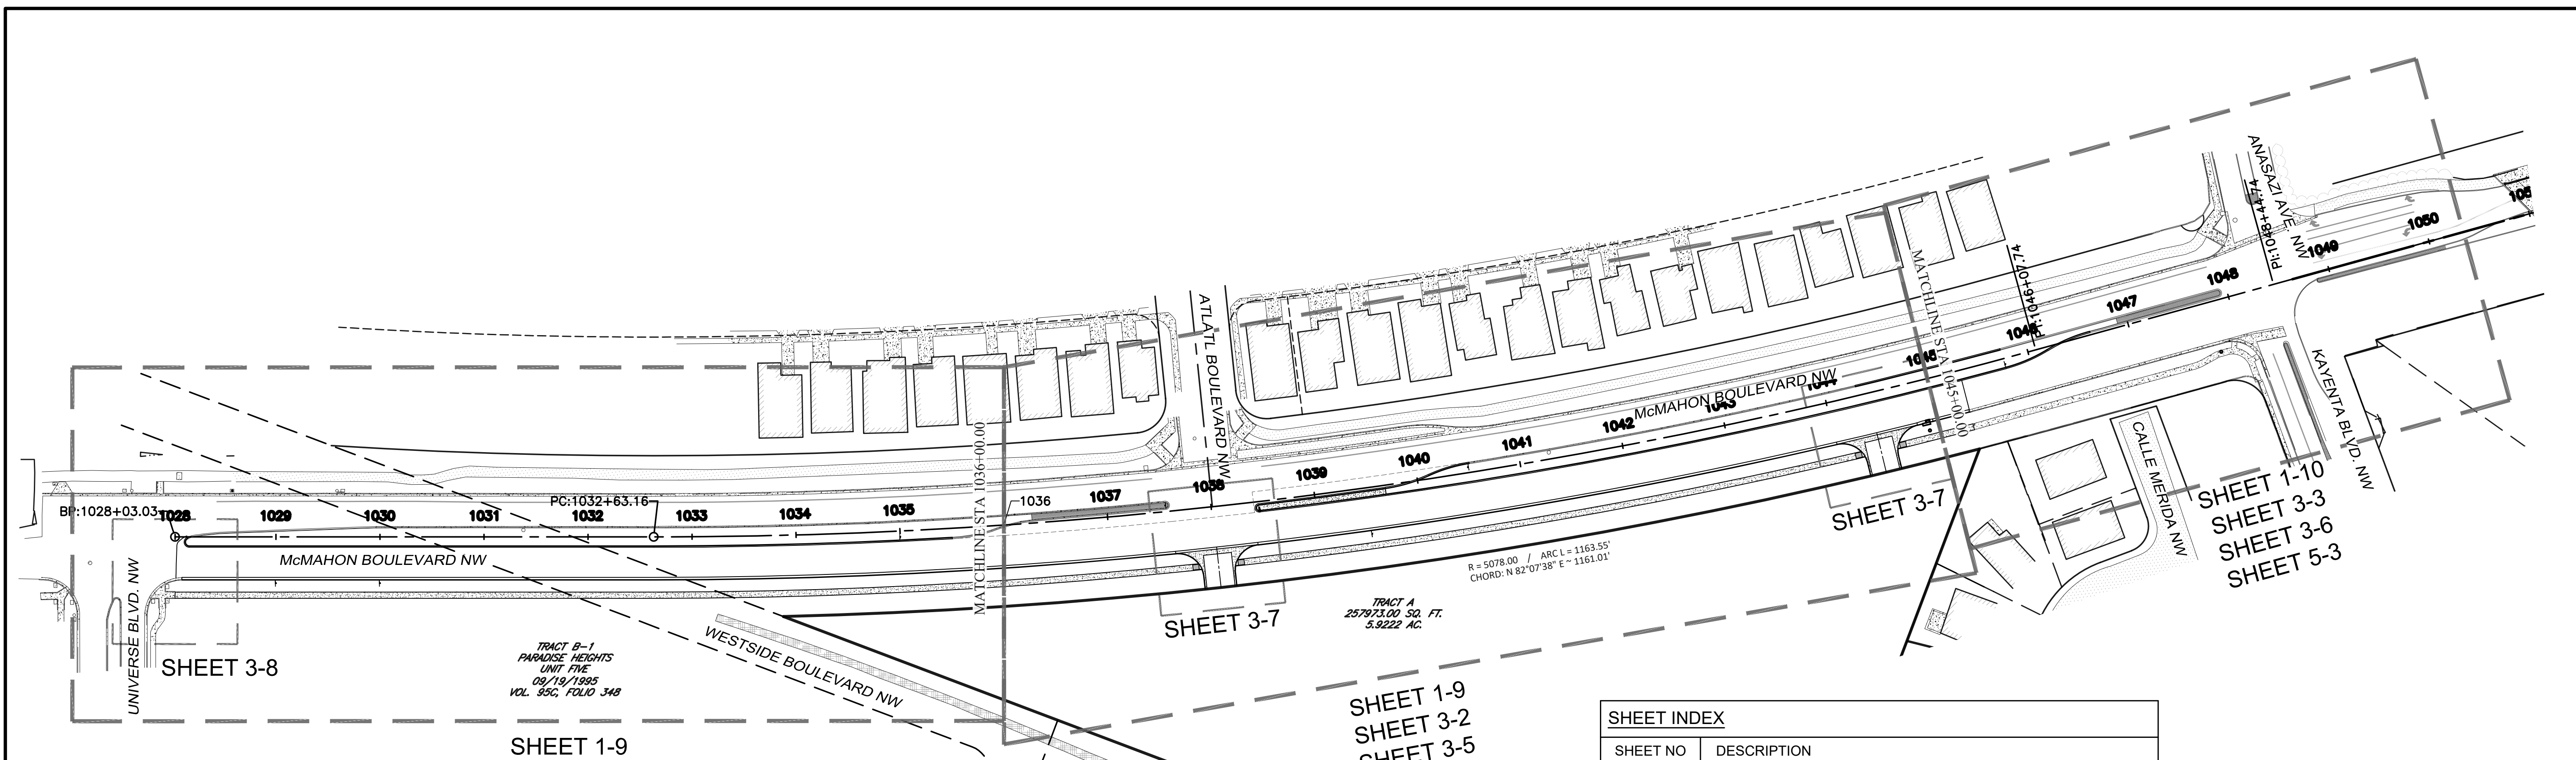 ANASAZI AVE. NW
PI:1048+44.74
1050
1049
1048
1047
PT:1046+07.74
1046
1045
MATCHLINE STA 1045+00.00
ATLATL BOULEVARD NW
McMAHON BOULEVARD NW
1044
1043
1042
1041
1040
1039
1038
1037
1036
MATCHLINE STA 1036+00.00
BP:1028+03.03
1028
1029
1030
1031
PC:1032+63.16
1032
1033
1034
1035
McMAHON BOULEVARD NW
UNIVERSE BLVD. NW
KAYENTA BLVD. NW
CALLE MERIDA NW
SHEET 1-10
SHEET 3-3
SHEET 3-6
SHEET 5-3
SHEET 3-7
R = 5078.00 / ARC L = 1163.55'
CHORD: N 82°07'38" E ~ 1161.01'
TRACT A
257973.00 SQ. FT.
5.9222 AC.
SHEET 3-7
WESTSIDE BOULEVARD NW
SHEET 3-8
TRACT B-1
PARADISE HEIGHTS
UNIT FIVE
09/19/1995
VOL. 95C, FOLIO 348
SHEET 1-9
SHEET 1-9
SHEET 3-2
SHEET 3-5
SHEET INDEX
SHEET NO DESCRIPTION